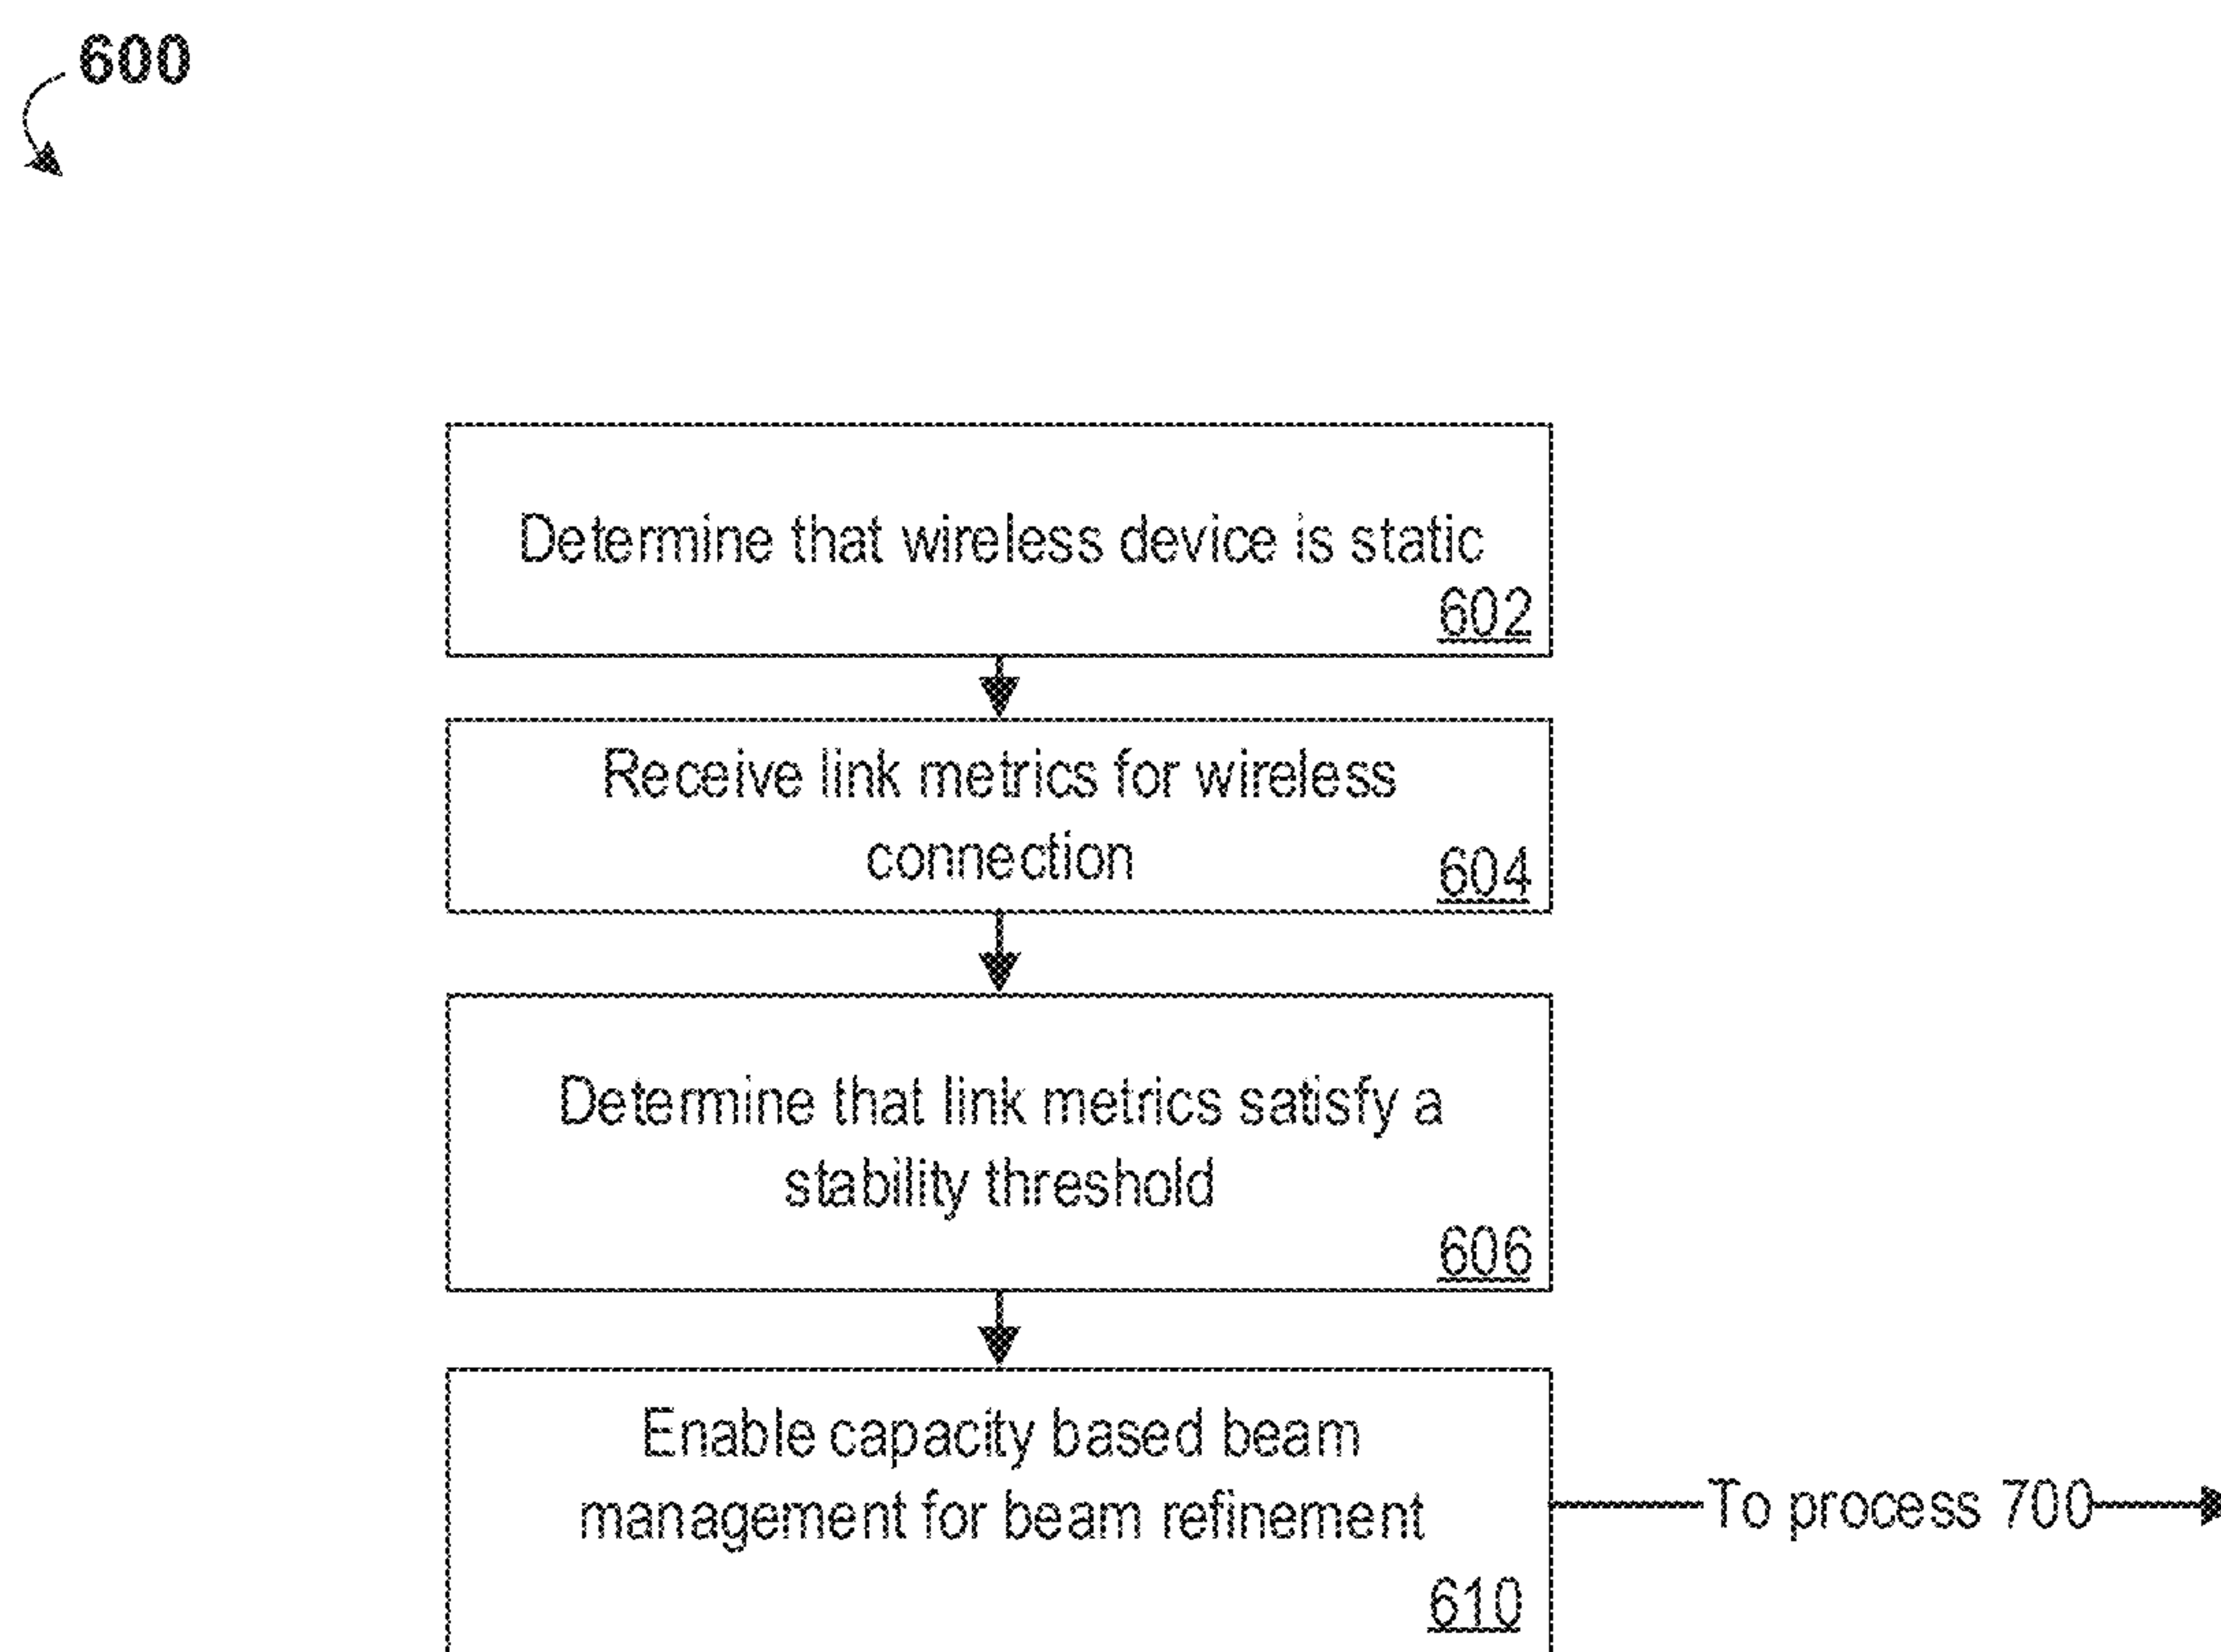 600
Determine that wireless device is static
602
Receive link metrics for wireless
connection
604
Determine that link metrics satisfy a
stability threshold
606
Enable capacity based beam
management for beam refinement
610
To process 700